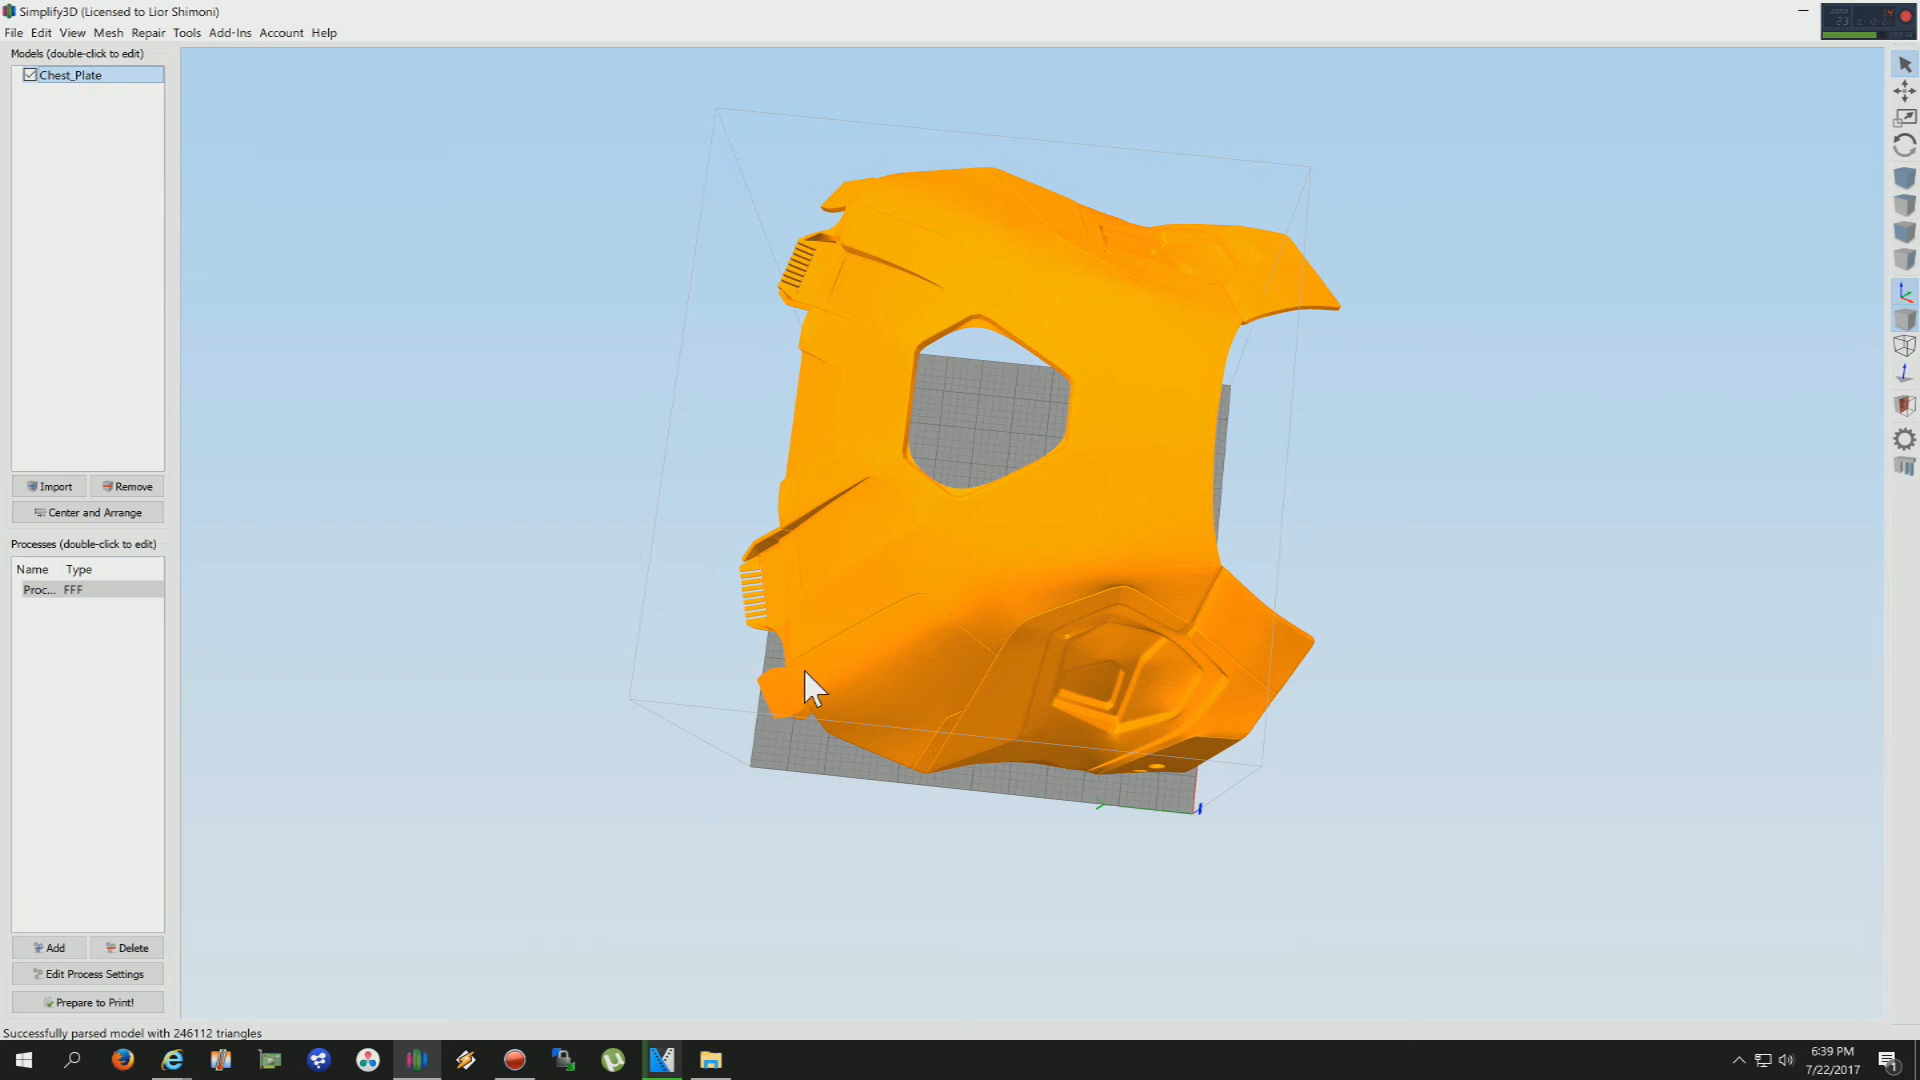 Simplify3D (Licensed to Lior Shimoni)
File Edit View Mesh Repair Tools Add-Ins Account Help
Models (double-click to edit)
Chest_Plate
Import Remove
Center and Arrange
Processes (double-click to edit)
Name Type
Proc... FFF
Add Delete
Edit Process Settings
Prepare to Print!
Successfully parsed model with 246112 triangles
6:39 PM
7/22/2017
1